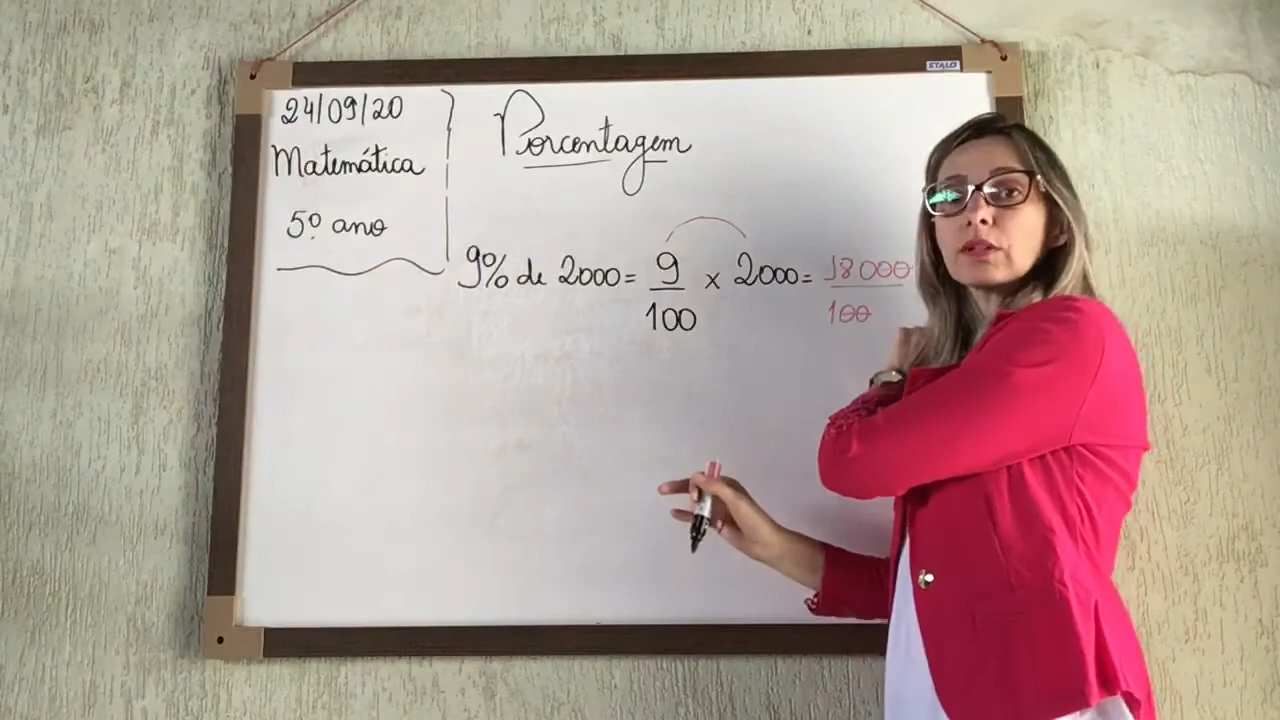 STALO
24/09/20
Matemática
5º ano
Porcentagem
9% de 2000 = 9/100 x 2000 = 18000/100